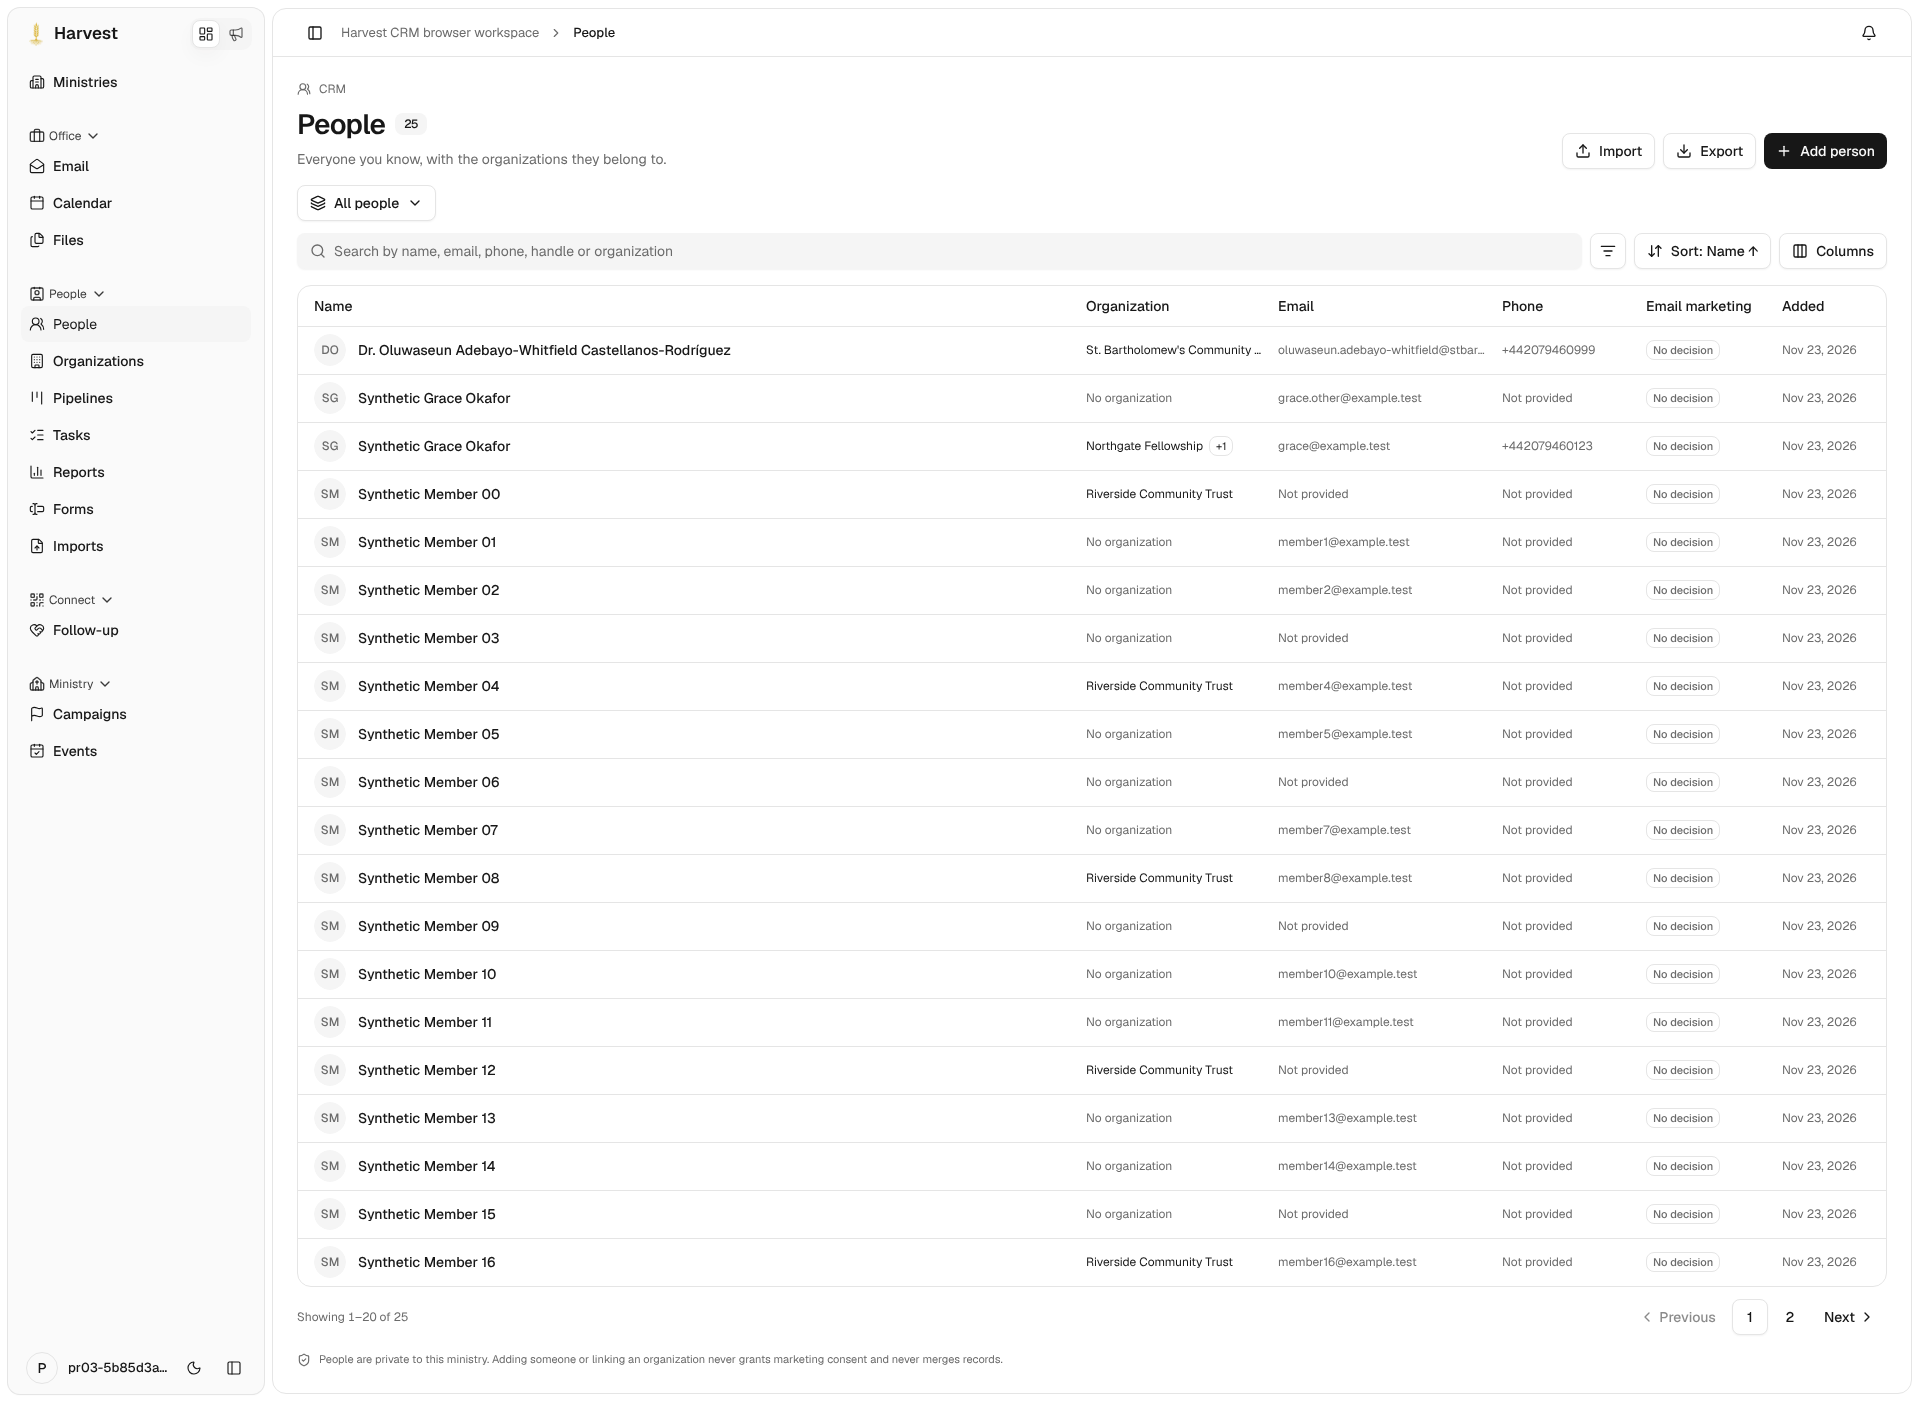 Harvest
Ministries
Office
Email
Calendar
Files
People
People
Organizations
Pipelines
Tasks
Reports
Forms
Imports
Connect
Follow-up
Ministry
Campaigns
Events
P pr03-5b85d3a...
Harvest CRM browser workspace > People
CRM
People 25
Everyone you know, with the organizations they belong to.
Import Export + Add person
All people
Search by name, email, phone, handle or organization
Sort: Name ↑ Columns
Name Organization Email Phone Email marketing Added
DO Dr. Oluwaseun Adebayo-Whitfield Castellanos-Rodríguez St. Bartholomew's Community ... oluwaseun.adebayo-whitfield@stbar... +442079460999 No decision Nov 23, 2026
SG Synthetic Grace Okafor No organization grace.other@example.test Not provided No decision Nov 23, 2026
SG Synthetic Grace Okafor Northgate Fellowship +1 grace@example.test +442079460123 No decision Nov 23, 2026
SM Synthetic Member 00 Riverside Community Trust Not provided Not provided No decision Nov 23, 2026
SM Synthetic Member 01 No organization member1@example.test Not provided No decision Nov 23, 2026
SM Synthetic Member 02 No organization member2@example.test Not provided No decision Nov 23, 2026
SM Synthetic Member 03 No organization Not provided Not provided No decision Nov 23, 2026
SM Synthetic Member 04 Riverside Community Trust member4@example.test Not provided No decision Nov 23, 2026
SM Synthetic Member 05 No organization member5@example.test Not provided No decision Nov 23, 2026
SM Synthetic Member 06 No organization Not provided Not provided No decision Nov 23, 2026
SM Synthetic Member 07 No organization member7@example.test Not provided No decision Nov 23, 2026
SM Synthetic Member 08 Riverside Community Trust member8@example.test Not provided No decision Nov 23, 2026
SM Synthetic Member 09 No organization Not provided Not provided No decision Nov 23, 2026
SM Synthetic Member 10 No organization member10@example.test Not provided No decision Nov 23, 2026
SM Synthetic Member 11 No organization member11@example.test Not provided No decision Nov 23, 2026
SM Synthetic Member 12 Riverside Community Trust Not provided Not provided No decision Nov 23, 2026
SM Synthetic Member 13 No organization member13@example.test Not provided No decision Nov 23, 2026
SM Synthetic Member 14 No organization member14@example.test Not provided No decision Nov 23, 2026
SM Synthetic Member 15 No organization Not provided Not provided No decision Nov 23, 2026
SM Synthetic Member 16 Riverside Community Trust member16@example.test Not provided No decision Nov 23, 2026
Showing 1–20 of 25
Previous 1 2 Next
People are private to this ministry. Adding someone or linking an organization never grants marketing consent and never merges records.